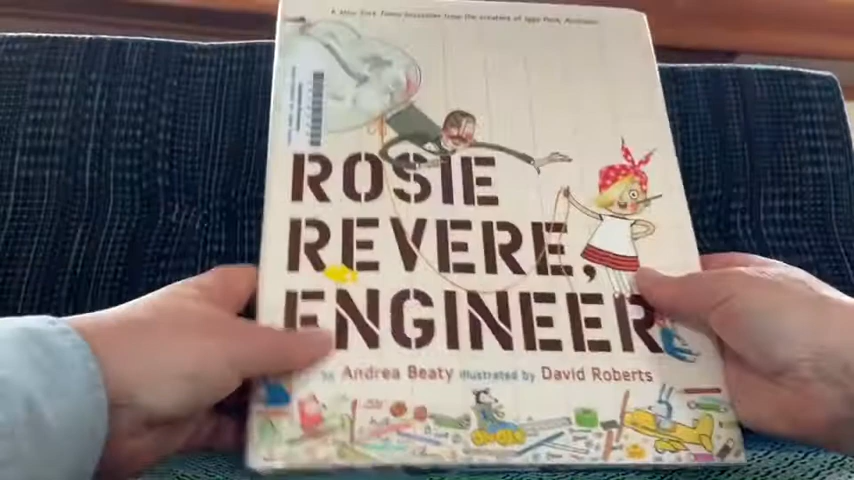 A New York Times Bestseller from the creators of Iggy Peck, Architect
ROSIE
REVERE,
ENGINEER
by Andrea Beaty illustrated by David Roberts